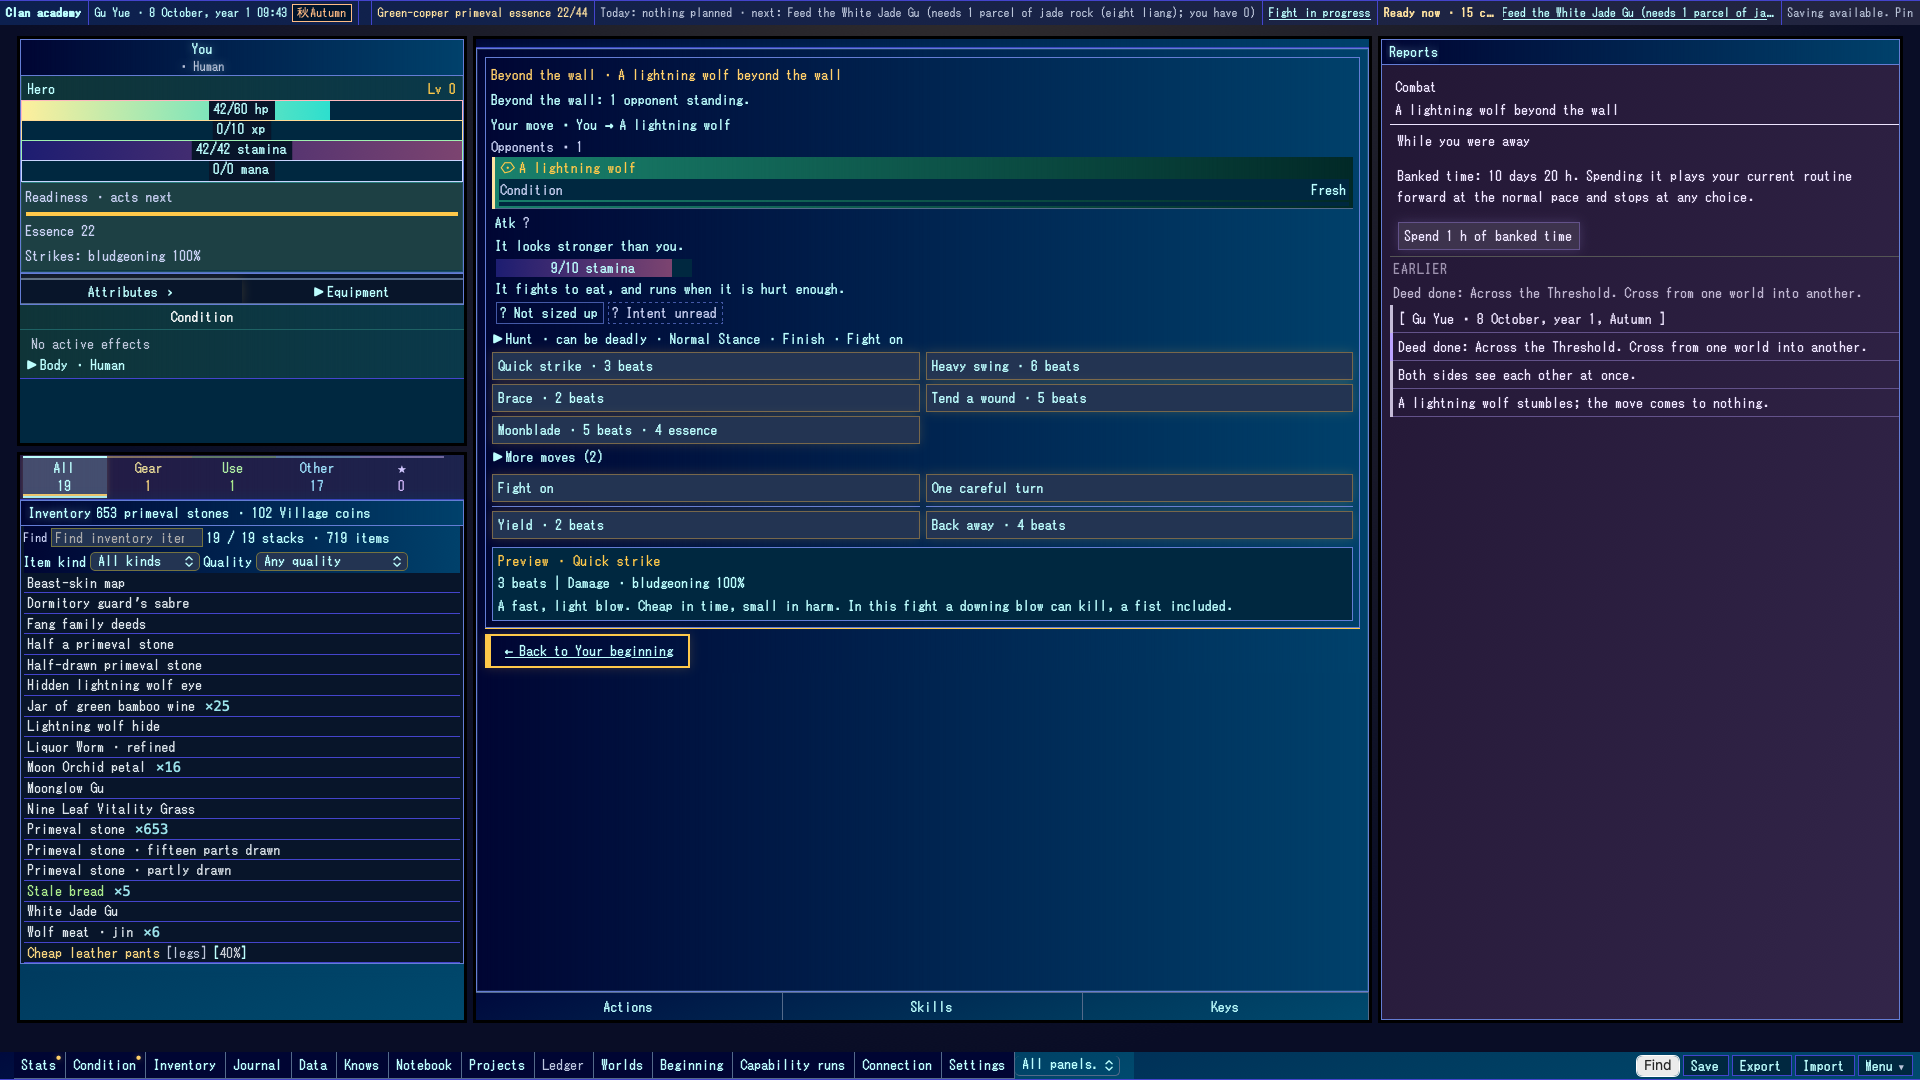 Clan academy
Gu Yue · 8 October, year 1 09:43 秋Autumn
Green-copper primeval essence 22/44
Today: nothing planned · next: Feed the White Jade Gu (needs 1 parcel of jade rock (eight liang); you have 0)
Fight in progress
Ready now · 15 c… Feed the White Jade Gu (needs 1 parcel of ja…
Saving available. Pin
You
· Human
Hero Lv 0
42/60 hp
0/10 xp
42/42 stamina
0/0 mana
Readiness · acts next
Essence 22
Strikes: bludgeoning 100%
Attributes › ▶Equipment
Condition
No active effects
▶Body · Human
All Gear Use Other ★
19 1 1 17 0
Inventory 653 primeval stones · 102 Village coins
Find Find inventory iter 19 / 19 stacks · 719 items
Item kind All kinds Quality Any quality
Beast-skin map
Dormitory guard's sabre
Fang family deeds
Half a primeval stone
Half-drawn primeval stone
Hidden lightning wolf eye
Jar of green bamboo wine ×25
Lightning wolf hide
Liquor Worm · refined
Moon Orchid petal ×16
Moonglow Gu
Nine Leaf Vitality Grass
Primeval stone ×653
Primeval stone · fifteen parts drawn
Primeval stone · partly drawn
Stale bread ×5
White Jade Gu
Wolf meat · jin ×6
Cheap leather pants [legs] [40%]
Beyond the wall · A lightning wolf beyond the wall
Beyond the wall: 1 opponent standing.
Your move · You → A lightning wolf
Opponents · 1
A lightning wolf
Condition Fresh
Atk ?
It looks stronger than you.
9/10 stamina
It fights to eat, and runs when it is hurt enough.
? Not sized up ? Intent unread
▶Hunt · can be deadly · Normal Stance · Finish · Fight on
Quick strike · 3 beats Heavy swing · 6 beats
Brace · 2 beats Tend a wound · 5 beats
Moonblade · 5 beats · 4 essence
▶More moves (2)
Fight on One careful turn
Yield · 2 beats Back away · 4 beats
Preview · Quick strike
3 beats | Damage · bludgeoning 100%
A fast, light blow. Cheap in time, small in harm. In this fight a downing blow can kill, a fist included.
← Back to Your beginning
Actions Skills Keys
Reports
Combat
A lightning wolf beyond the wall
While you were away
Banked time: 10 days 20 h. Spending it plays your current routine
forward at the normal pace and stops at any choice.
Spend 1 h of banked time
EARLIER
Deed done: Across the Threshold. Cross from one world into another.
[ Gu Yue · 8 October, year 1, Autumn ]
Deed done: Across the Threshold. Cross from one world into another.
Both sides see each other at once.
A lightning wolf stumbles; the move comes to nothing.
Stats Condition Inventory Journal Data Knows Notebook Projects Ledger Worlds Beginning Capability runs Connection Settings All panels.
Find Save Export Import Menu ▾